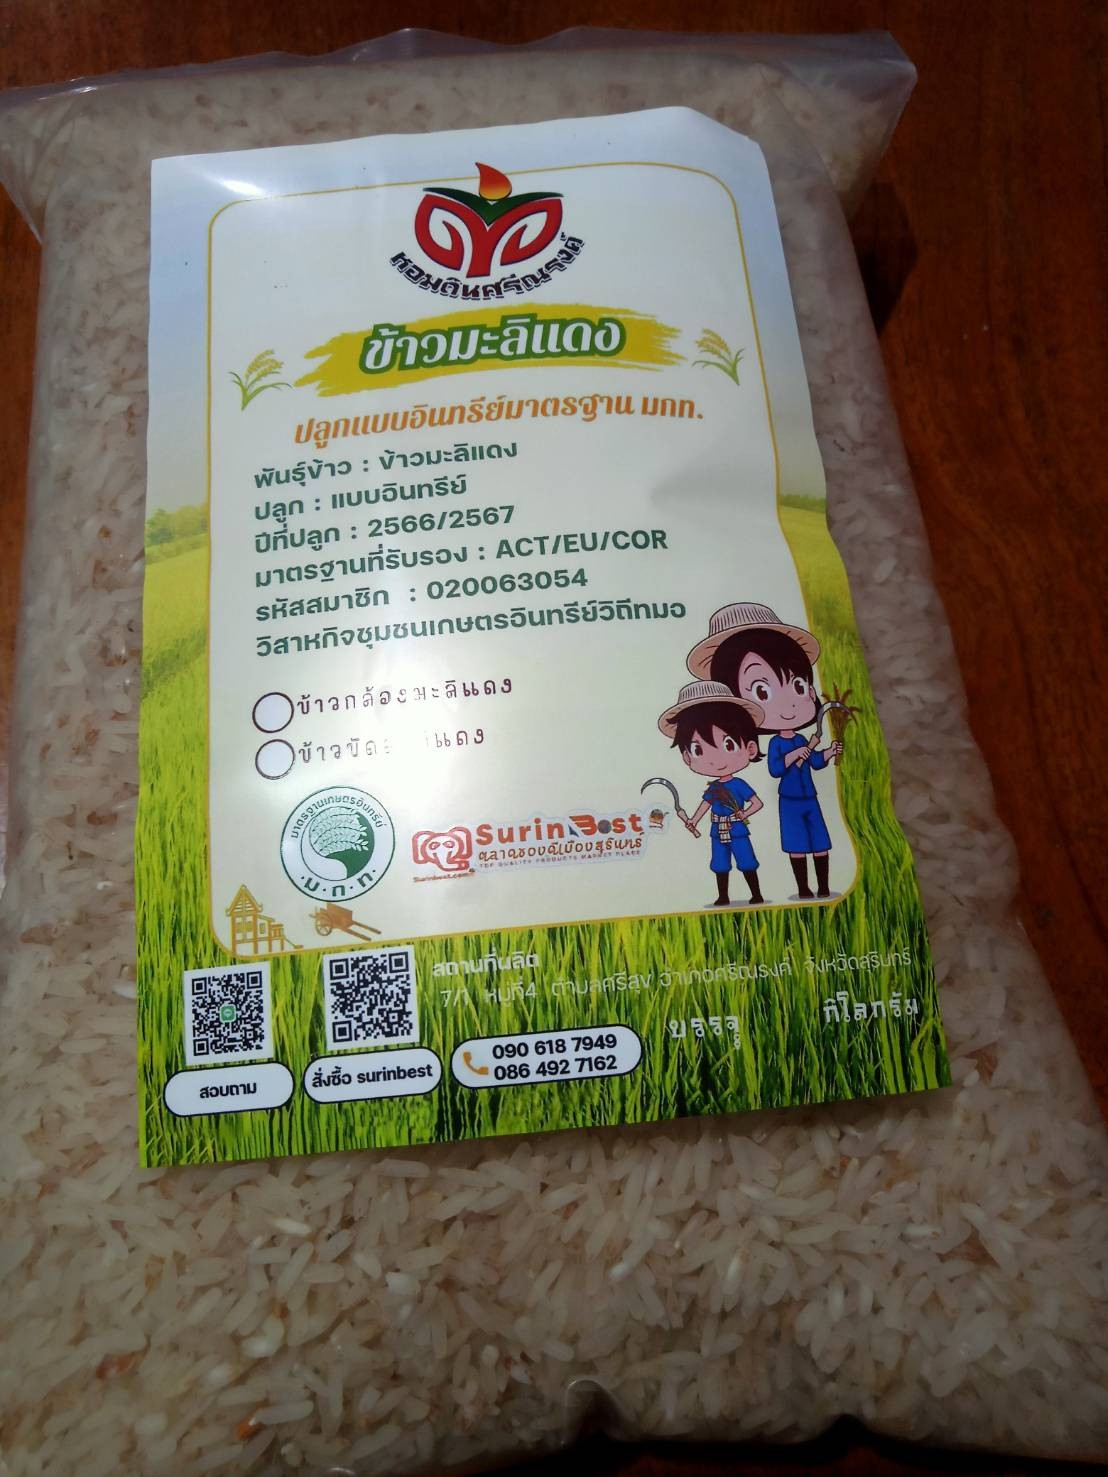 หอมดินศรีณรงค์
ข้าวมะลิแดง
ปลูกแบบอินทรีย์มาตรฐาน มกท.
พันธุ์ข้าว : ข้าวมะลิแดง
ปลูก : แบบอินทรีย์
ปีที่ปลูก : 2566/2567
มาตรฐานที่รับรอง : ACT/EU/COR
รหัสสมาชิก : 020063054
วิสาหกิจชุมชนเกษตรอินทรีย์วิถีทมอ
ข้าวกล้องมะลิแดง
ข้าวขัด
มาตรฐานเกษตรอินทรีย์
ม.ก.ท
Surin Best
ตลาดของดีเมืองสุรินทร์
TOP QUALITY PRODUCTS MARKET PLACE
Surinbest.com
สถานที่ผลิต
7/1 หมู่ที่4 ตำบลศรีสุข อำเภอศรีณรงค์ จังหวัดสุรินทร์
บรรจุ กิโลกรัม
090 618 7949
086 492 7162
สอบถาม
สั่งซื้อ surinbest